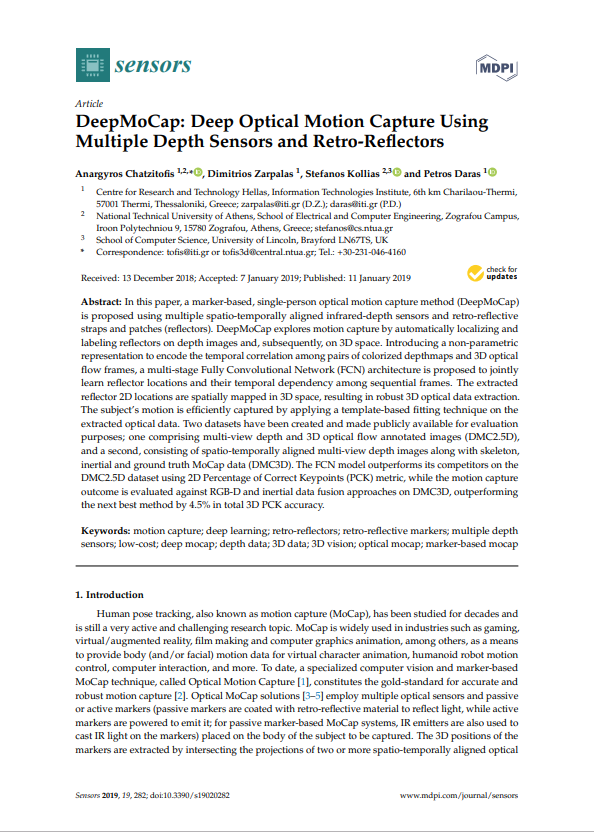 sensors
MDPI
Article
DeepMoCap: Deep Optical Motion Capture Using
Multiple Depth Sensors and Retro-Reflectors
Anargyros Chatzitofis 1,2,*, Dimitrios Zarpalas 1, Stefanos Kollias 2,3 and Petros Daras 1
1 Centre for Research and Technology Hellas, Information Technologies Institute, 6th km Charilaou-Thermi,
57001 Thermi, Thessaloniki, Greece; zarpalas@iti.gr (D.Z.); daras@iti.gr (P.D.)
2 National Technical University of Athens, School of Electrical and Computer Engineering, Zografou Campus,
Iroon Polytechniou 9, 15780 Zografou, Athens, Greece; stefanos@cs.ntua.gr
3 School of Computer Science, University of Lincoln, Brayford LN67TS, UK
* Correspondence: tofis@iti.gr or tofis3d@central.ntua.gr; Tel.: +30-231-046-4160
Received: 13 December 2018; Accepted: 7 January 2019; Published: 11 January 2019
check for
updates
Abstract: In this paper, a marker-based, single-person optical motion capture method (DeepMoCap)
is proposed using multiple spatio-temporally aligned infrared-depth sensors and retro-reflective
straps and patches (reflectors). DeepMoCap explores motion capture by automatically localizing and
labeling reflectors on depth images and, subsequently, on 3D space. Introducing a non-parametric
representation to encode the temporal correlation among pairs of colorized depthmaps and 3D optical
flow frames, a multi-stage Fully Convolutional Network (FCN) architecture is proposed to jointly
learn reflector locations and their temporal dependency among sequential frames. The extracted
reflector 2D locations are spatially mapped in 3D space, resulting in robust 3D optical data extraction.
The subject's motion is efficiently captured by applying a template-based fitting technique on the
extracted optical data. Two datasets have been created and made publicly available for evaluation
purposes; one comprising multi-view depth and 3D optical flow annotated images (DMC2.5D),
and a second, consisting of spatio-temporally aligned multi-view depth images along with skeleton,
inertial and ground truth MoCap data (DMC3D). The FCN model outperforms its competitors on the
DMC2.5D dataset using 2D Percentage of Correct Keypoints (PCK) metric, while the motion capture
outcome is evaluated against RGB-D and inertial data fusion approaches on DMC3D, outperforming
the next best method by 4.5% in total 3D PCK accuracy.
Keywords: motion capture; deep learning; retro-reflectors; retro-reflective markers; multiple depth
sensors; low-cost; deep mocap; depth data; 3D data; 3D vision; optical mocap; marker-based mocap
1. Introduction
Human pose tracking, also known as motion capture (MoCap), has been studied for decades and
is still a very active and challenging research topic. MoCap is widely used in industries such as gaming,
virtual/augmented reality, film making and computer graphics animation, among others, as a means
to provide body (and/or facial) motion data for virtual character animation, humanoid robot motion
control, computer interaction, and more. To date, a specialized computer vision and marker-based
MoCap technique, called Optical Motion Capture [1], constitutes the gold-standard for accurate and
robust motion capture [2]. Optical MoCap solutions [3–5] employ multiple optical sensors and passive
or active markers (passive markers are coated with retro-reflective material to reflect light, while active
markers are powered to emit it; for passive marker-based MoCap systems, IR emitters are also used to
cast IR light on the markers) placed on the body of the subject to be captured. The 3D positions of the
markers are extracted by intersecting the projections of two or more spatio-temporally aligned optical
Sensors 2019, 19, 282; doi:10.3390/s19020282
www.mdpi.com/journal/sensors